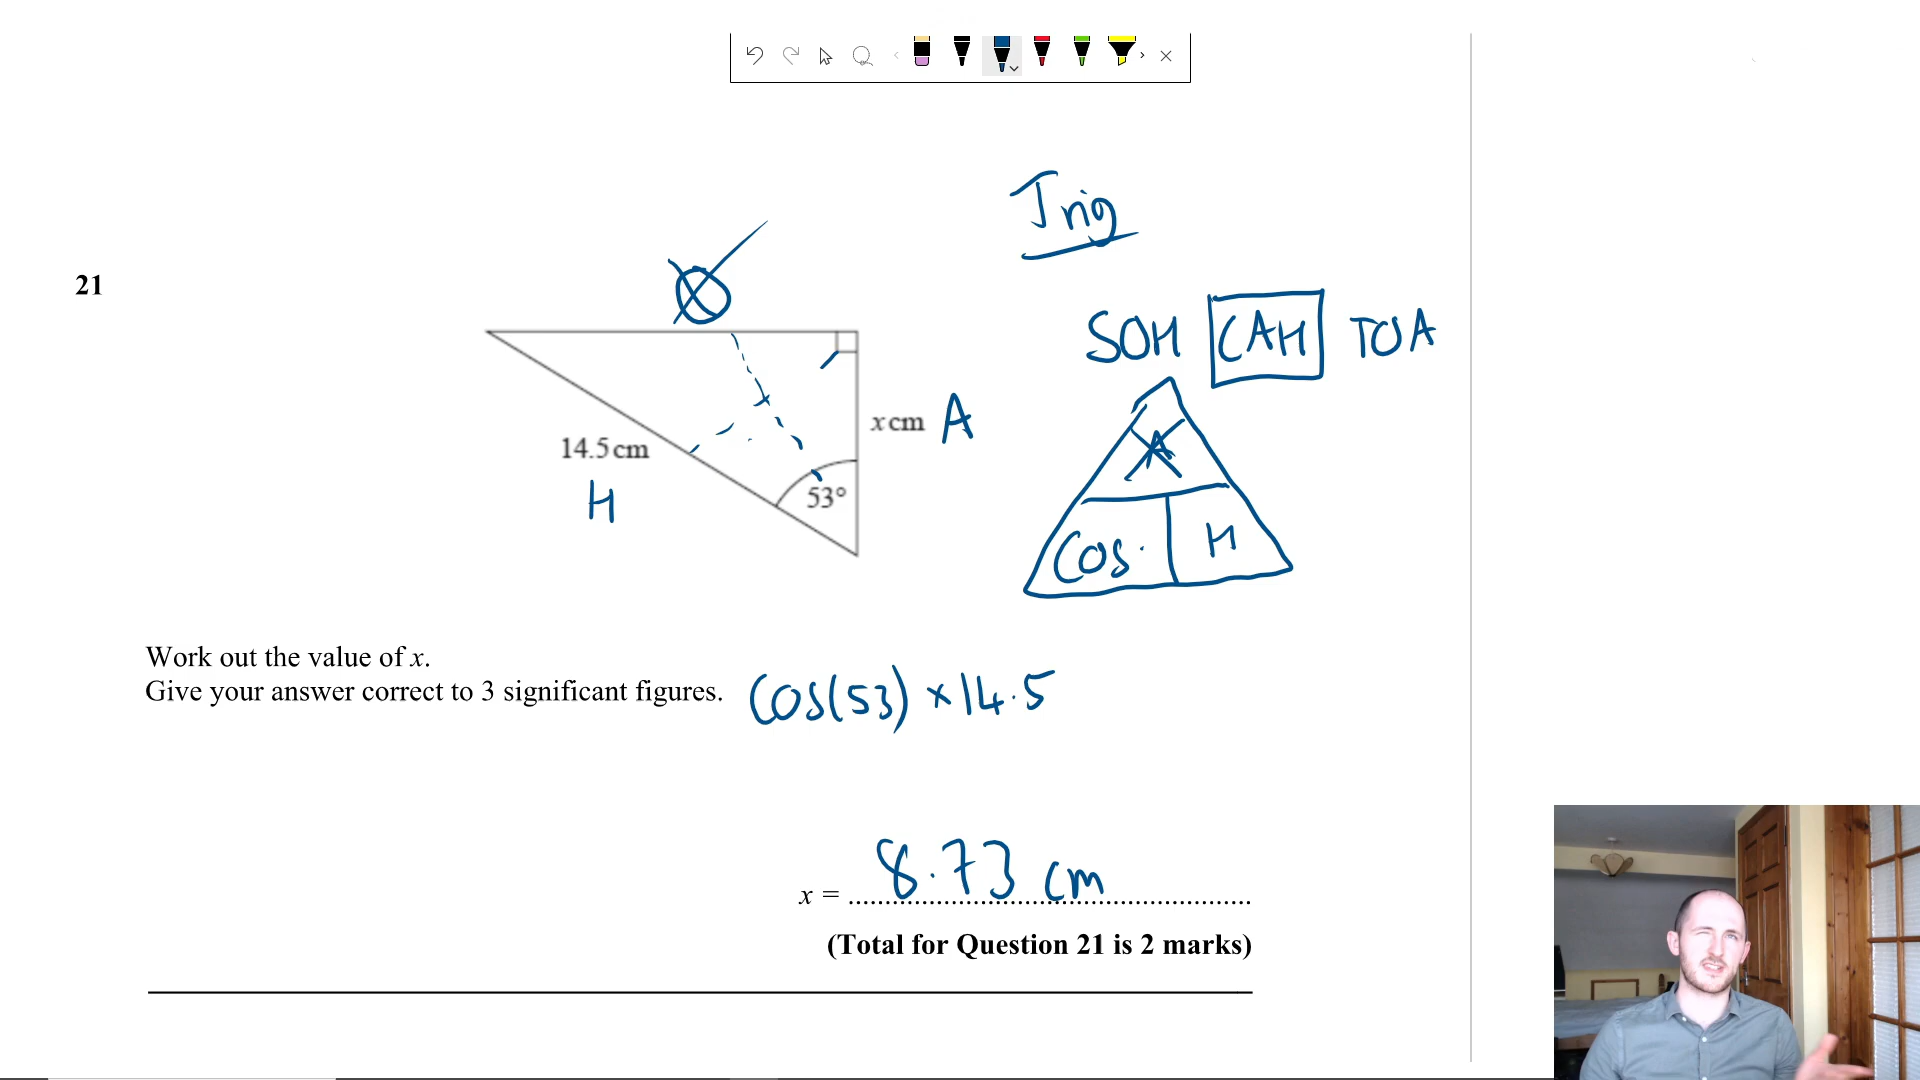 Trig
21
O
SOH CAH TOA
x cm A
14.5 cm
A
H
53°
Cos H
Work out the value of x.
Give your answer correct to 3 significant figures. Cos(53) × 14.5
x = 8.73 cm
(Total for Question 21 is 2 marks)